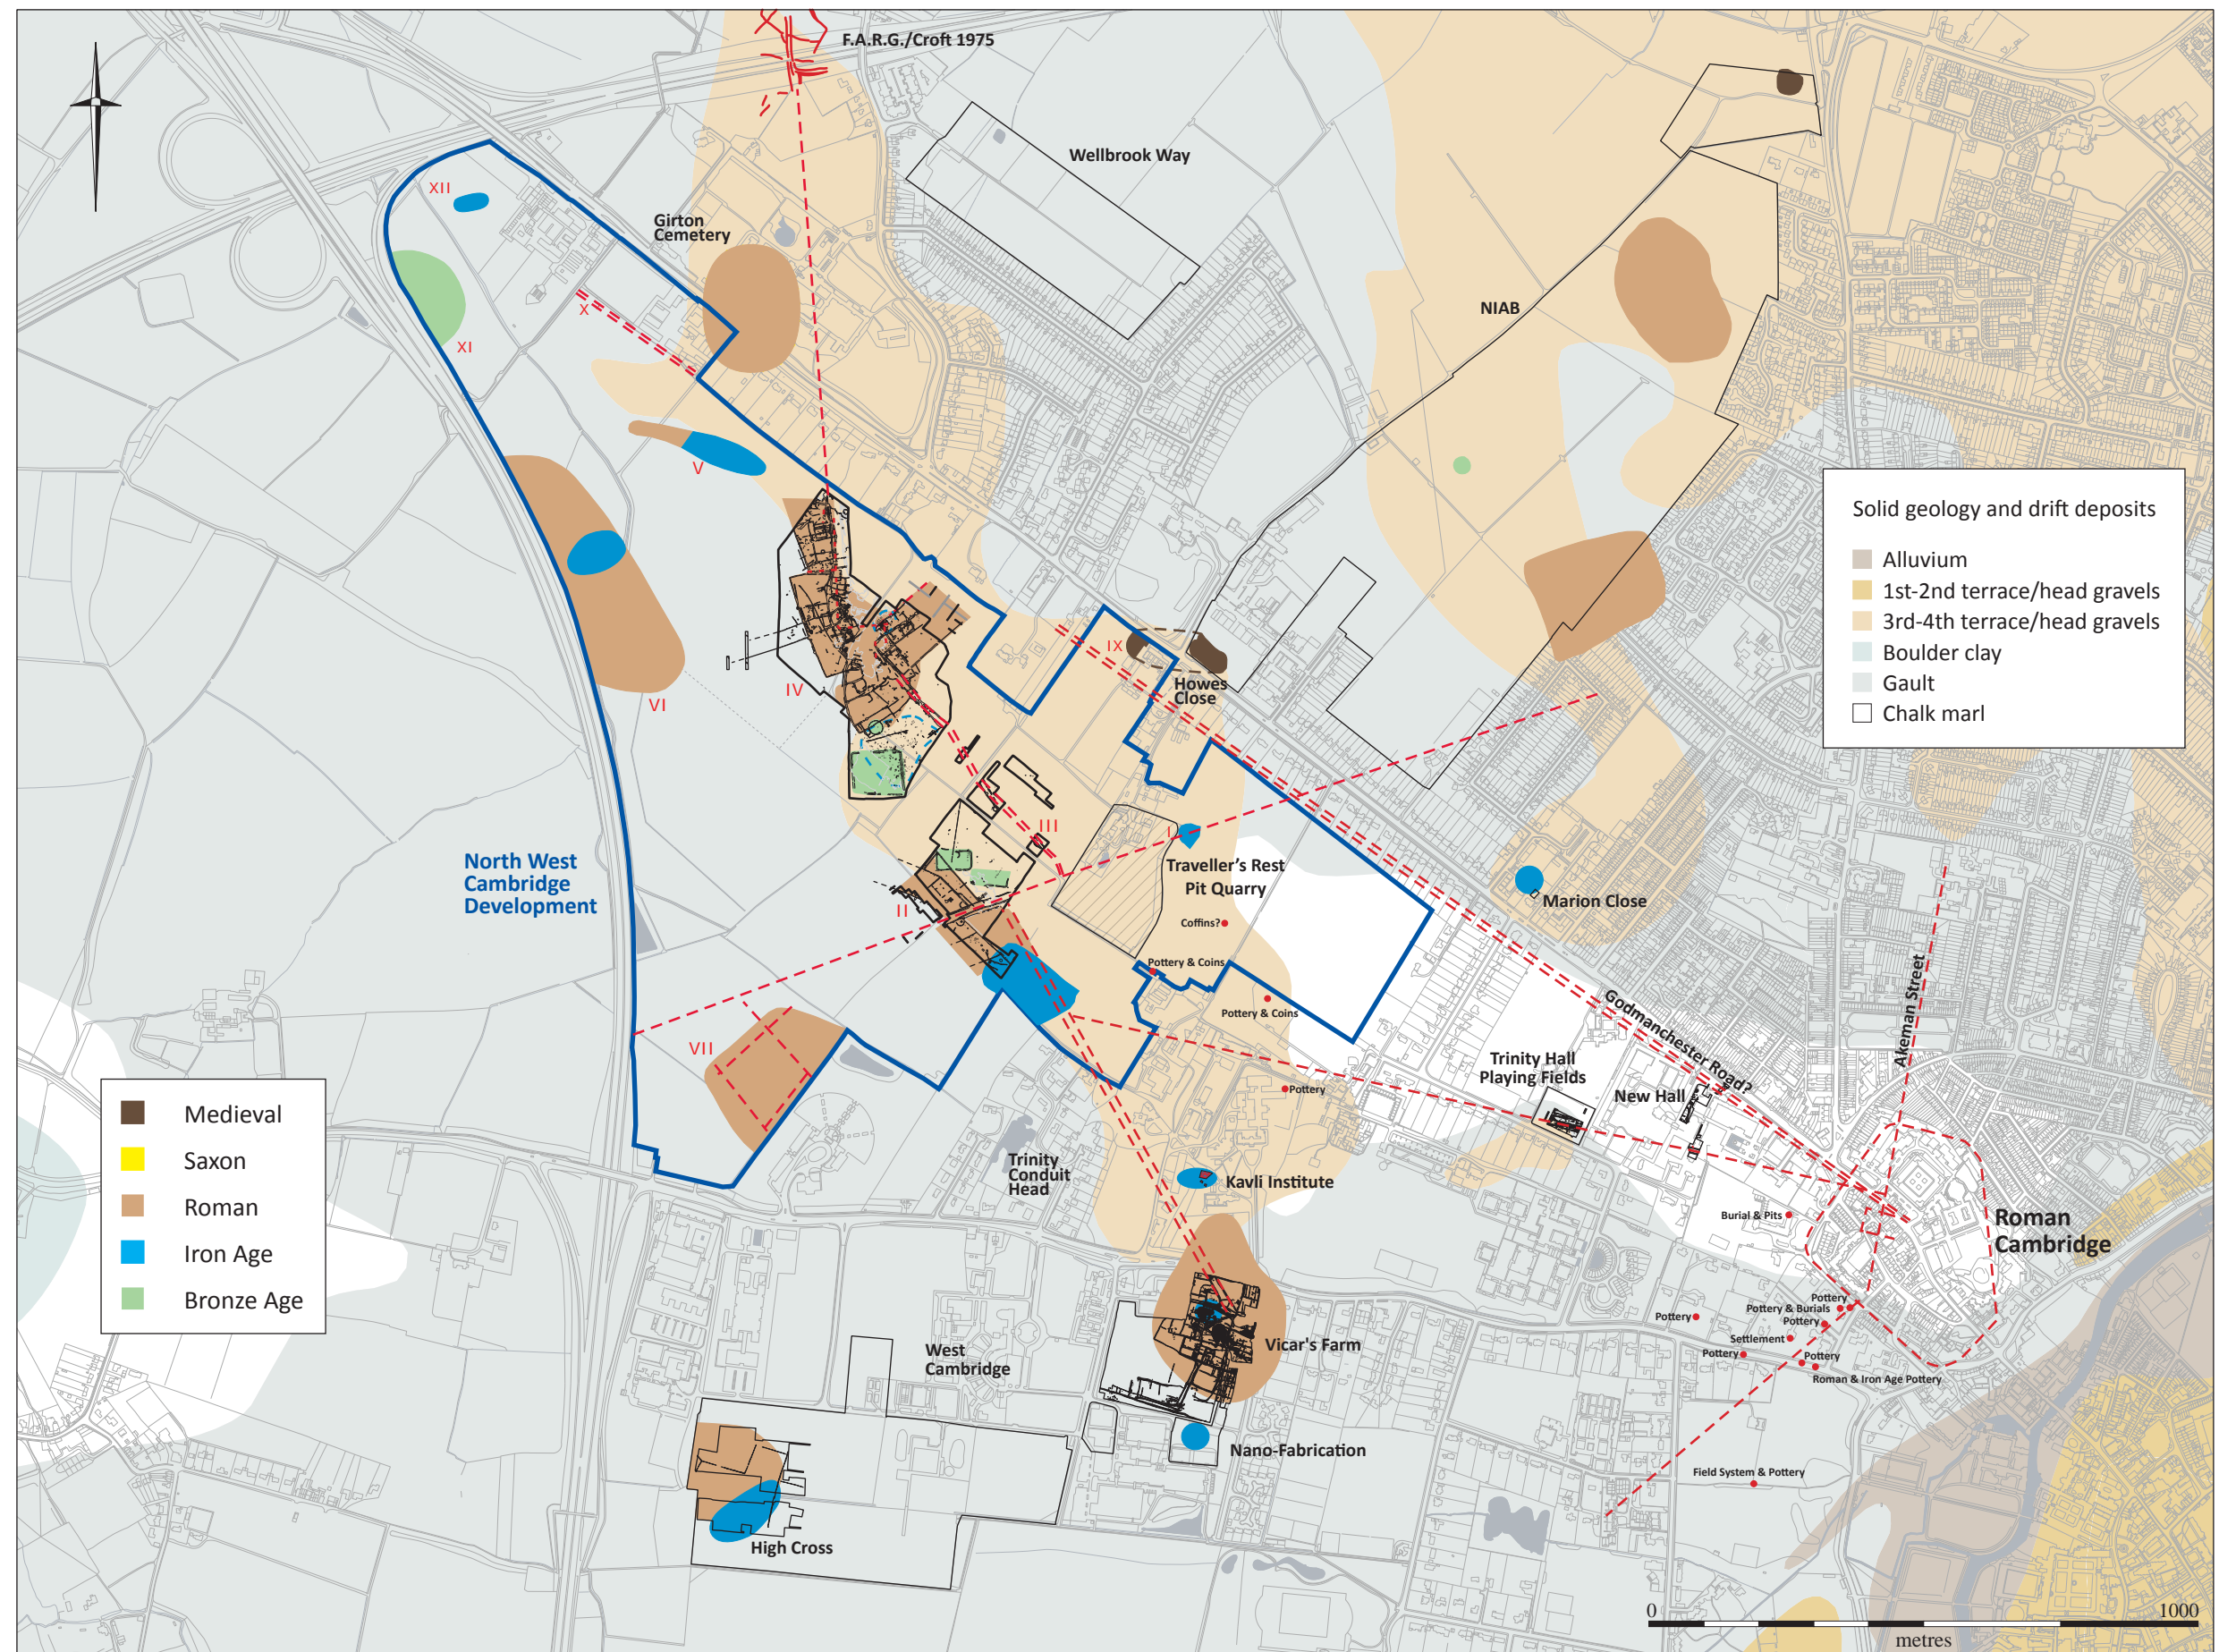 F.A.R.G./Croft 1975
Wellbrook Way
XII
Girton
Cemetery
X
NIAB
XI
V
Solid geology and drift deposits
Alluvium
1st-2nd terrace/head gravels
3rd-4th terrace/head gravels
Boulder clay
Gault
Chalk marl
IX
Howes
Close
IV
VI
III
I
North West
Cambridge
Development
Traveller's Rest
Pit Quarry
Marion Close
II
Coffins?
Pottery & Coins
Pottery & Coins
Akeman Street
Godmanchester Road?
VII
Trinity Hall
Playing Fields
New Hall
Pottery
Medieval
Saxon
Roman
Iron Age
Bronze Age
Trinity
Conduit
Head
Kavli Institute
Burial & Pits
Roman
Cambridge
Pottery
Pottery & Burials
Pottery
Pottery
Settlement
Pottery
Pottery
Roman & Iron Age Pottery
Vicar's Farm
West
Cambridge
Nano-Fabrication
Field System & Pottery
High Cross
0
1000
metres